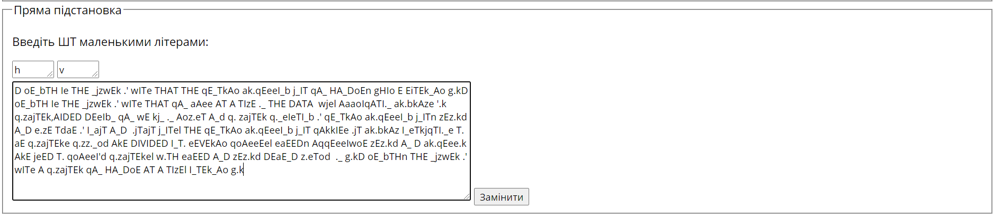 Пряма підстановка
Введіть ШТ маленькими літерами:
h v
D oE_bTH Ie THE _jzwEk .' wITe THAT THE qE_TkAo ak.qEeeI_b j_IT qA_ HA_DoEn gHIo E EiTEk_Ao g.kD
oE_bTH Ie THE _jzwEk .' wITe THAT qA_ aAee AT A TIzE ._ THE DATA  wjel AaaoIqATI._ ak.bkAze '.k
q.zajTEk,AIDED DEeIb_ qA_ wE kj_ ._ Aoz.eT A_d q. zajTEk q._eIeTI_b .' qE_TkAo ak.qEeeI_b j_ITn zEz.kd
A_D e.zE TdaE .' I_ajT A_D  .jTajT j_ITel THE qE_TkAo ak.qEeeI_b j_IT qAkkIEe .jT ak.bkAz I_eTkjqTI._e T.
aE q.zajTEke q.zz._od AkE DIVIDED I_T. eEVEkAo qoAeeEel eaEEDn AqqEeeIwoE zEz.kd A_ D ak.qEee.k
AkE jeED T. qoAeeI'd q.zajTEkel w.TH eaEED A_D zEz.kd DEaE_D z.eTod  ._ g.kD oE_bTHn THE _jzwEk .'
wITe A q.zajTEk qA_ HA_DoE AT A TIzEl I_TEk_Ao g.k
Замінити